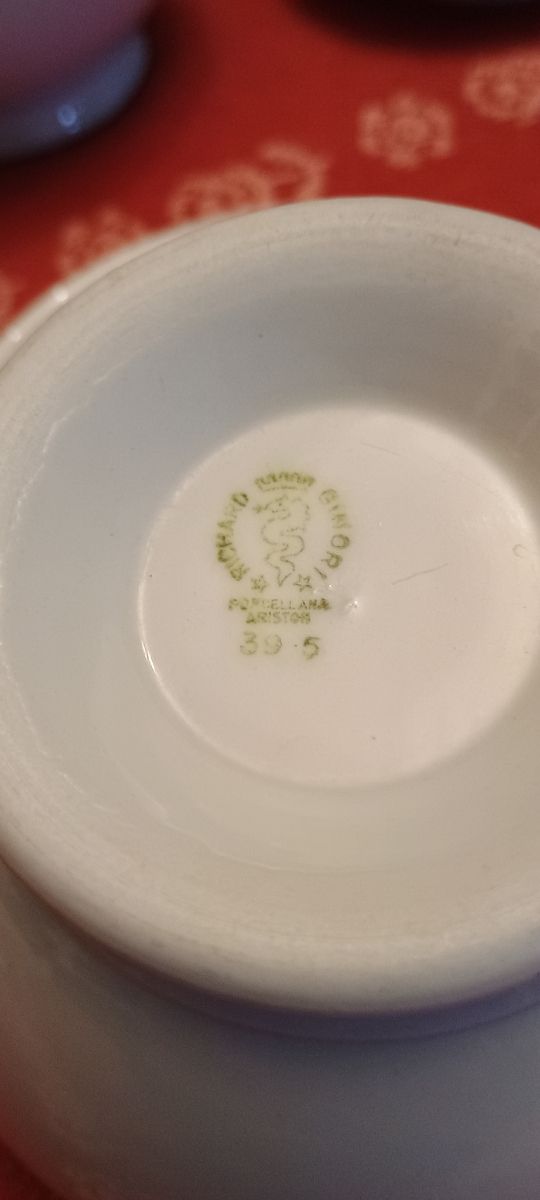 RICHARD GINORI
PORCELLANA
ARISTON
39·5